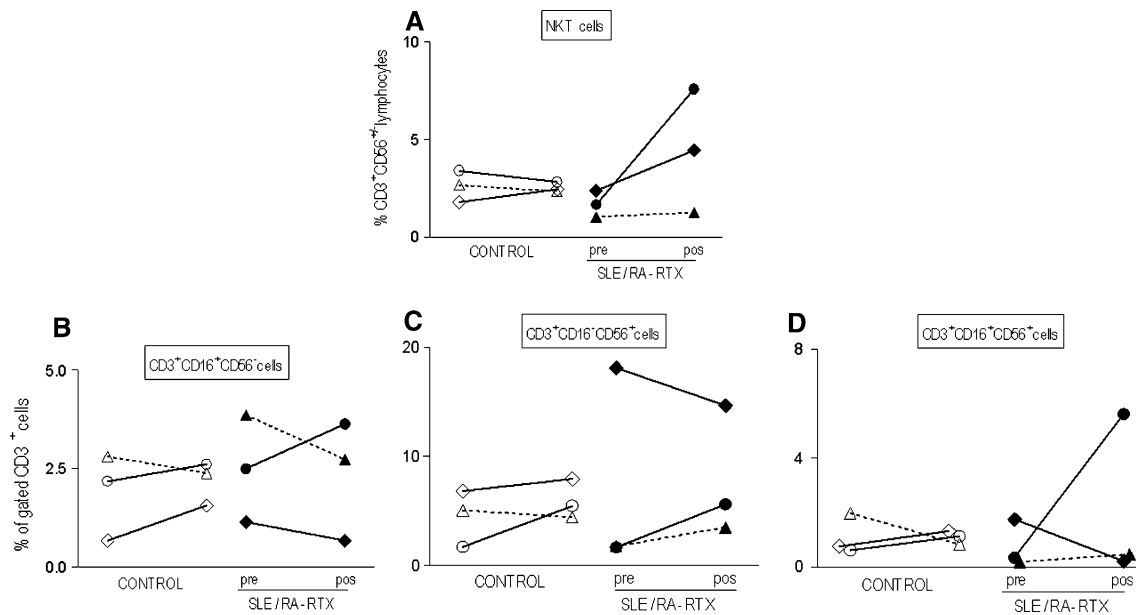 A
NKT cells
10
% CD3+CD56+/- lymphocytes
5
0
CONTROL
pre
pos
SLE/RA-RTX
B
CD3+CD16+CD56- cells
5.0
% of gated CD3+ cells
2.5
0.0
CONTROL
pre
pos
SLE/RA-RTX
C
CD3+CD16-CD56+ cells
20
10
0
CONTROL
pre
pos
SLE/RA-RTX
D
CD3+CD16+CD56+ cells
8
4
0
CONTROL
pre
pos
SLE/RA-RTX